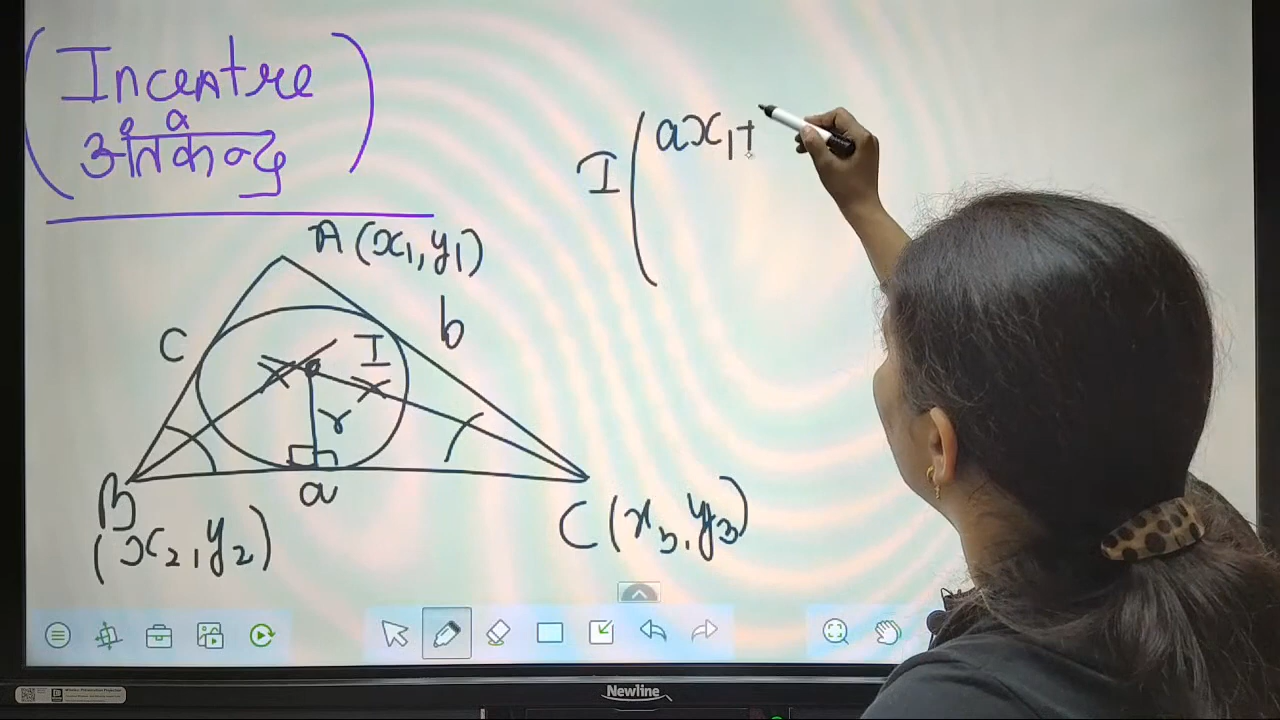 (Incentre
अंतःकेन्द्र)
I (ax₁+
A (x₁, y₁)
c
b
I
r
B
a
(x₂, y₂)
C (x₃, y₃)
Newline